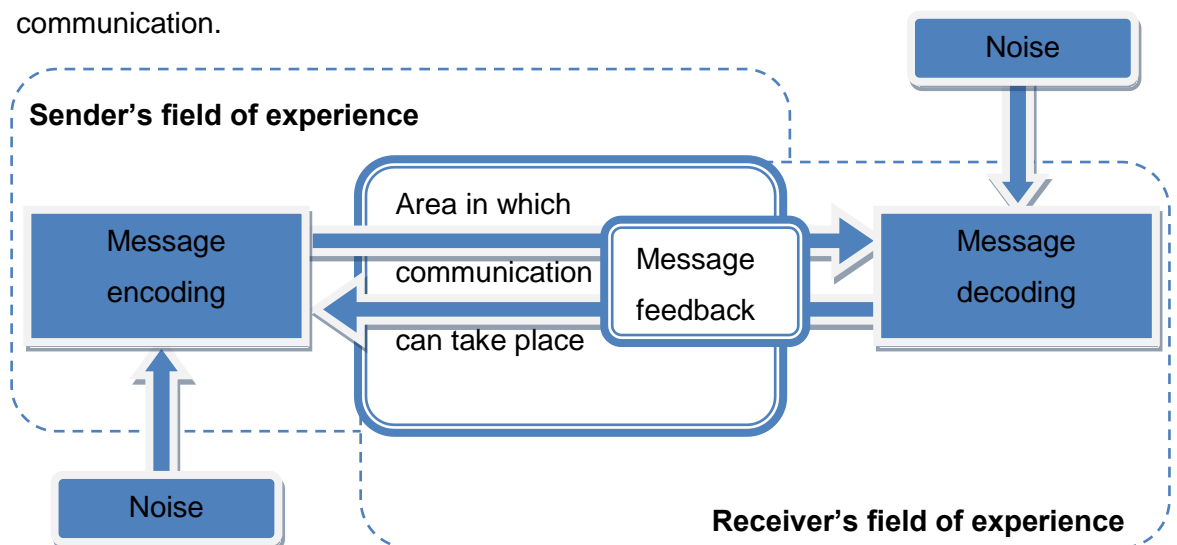 communication.
Noise
Sender’s field of experience
Area in which
communication
can take place
Message
encoding
Message
feedback
Message
decoding
Noise
Receiver’s field of experience